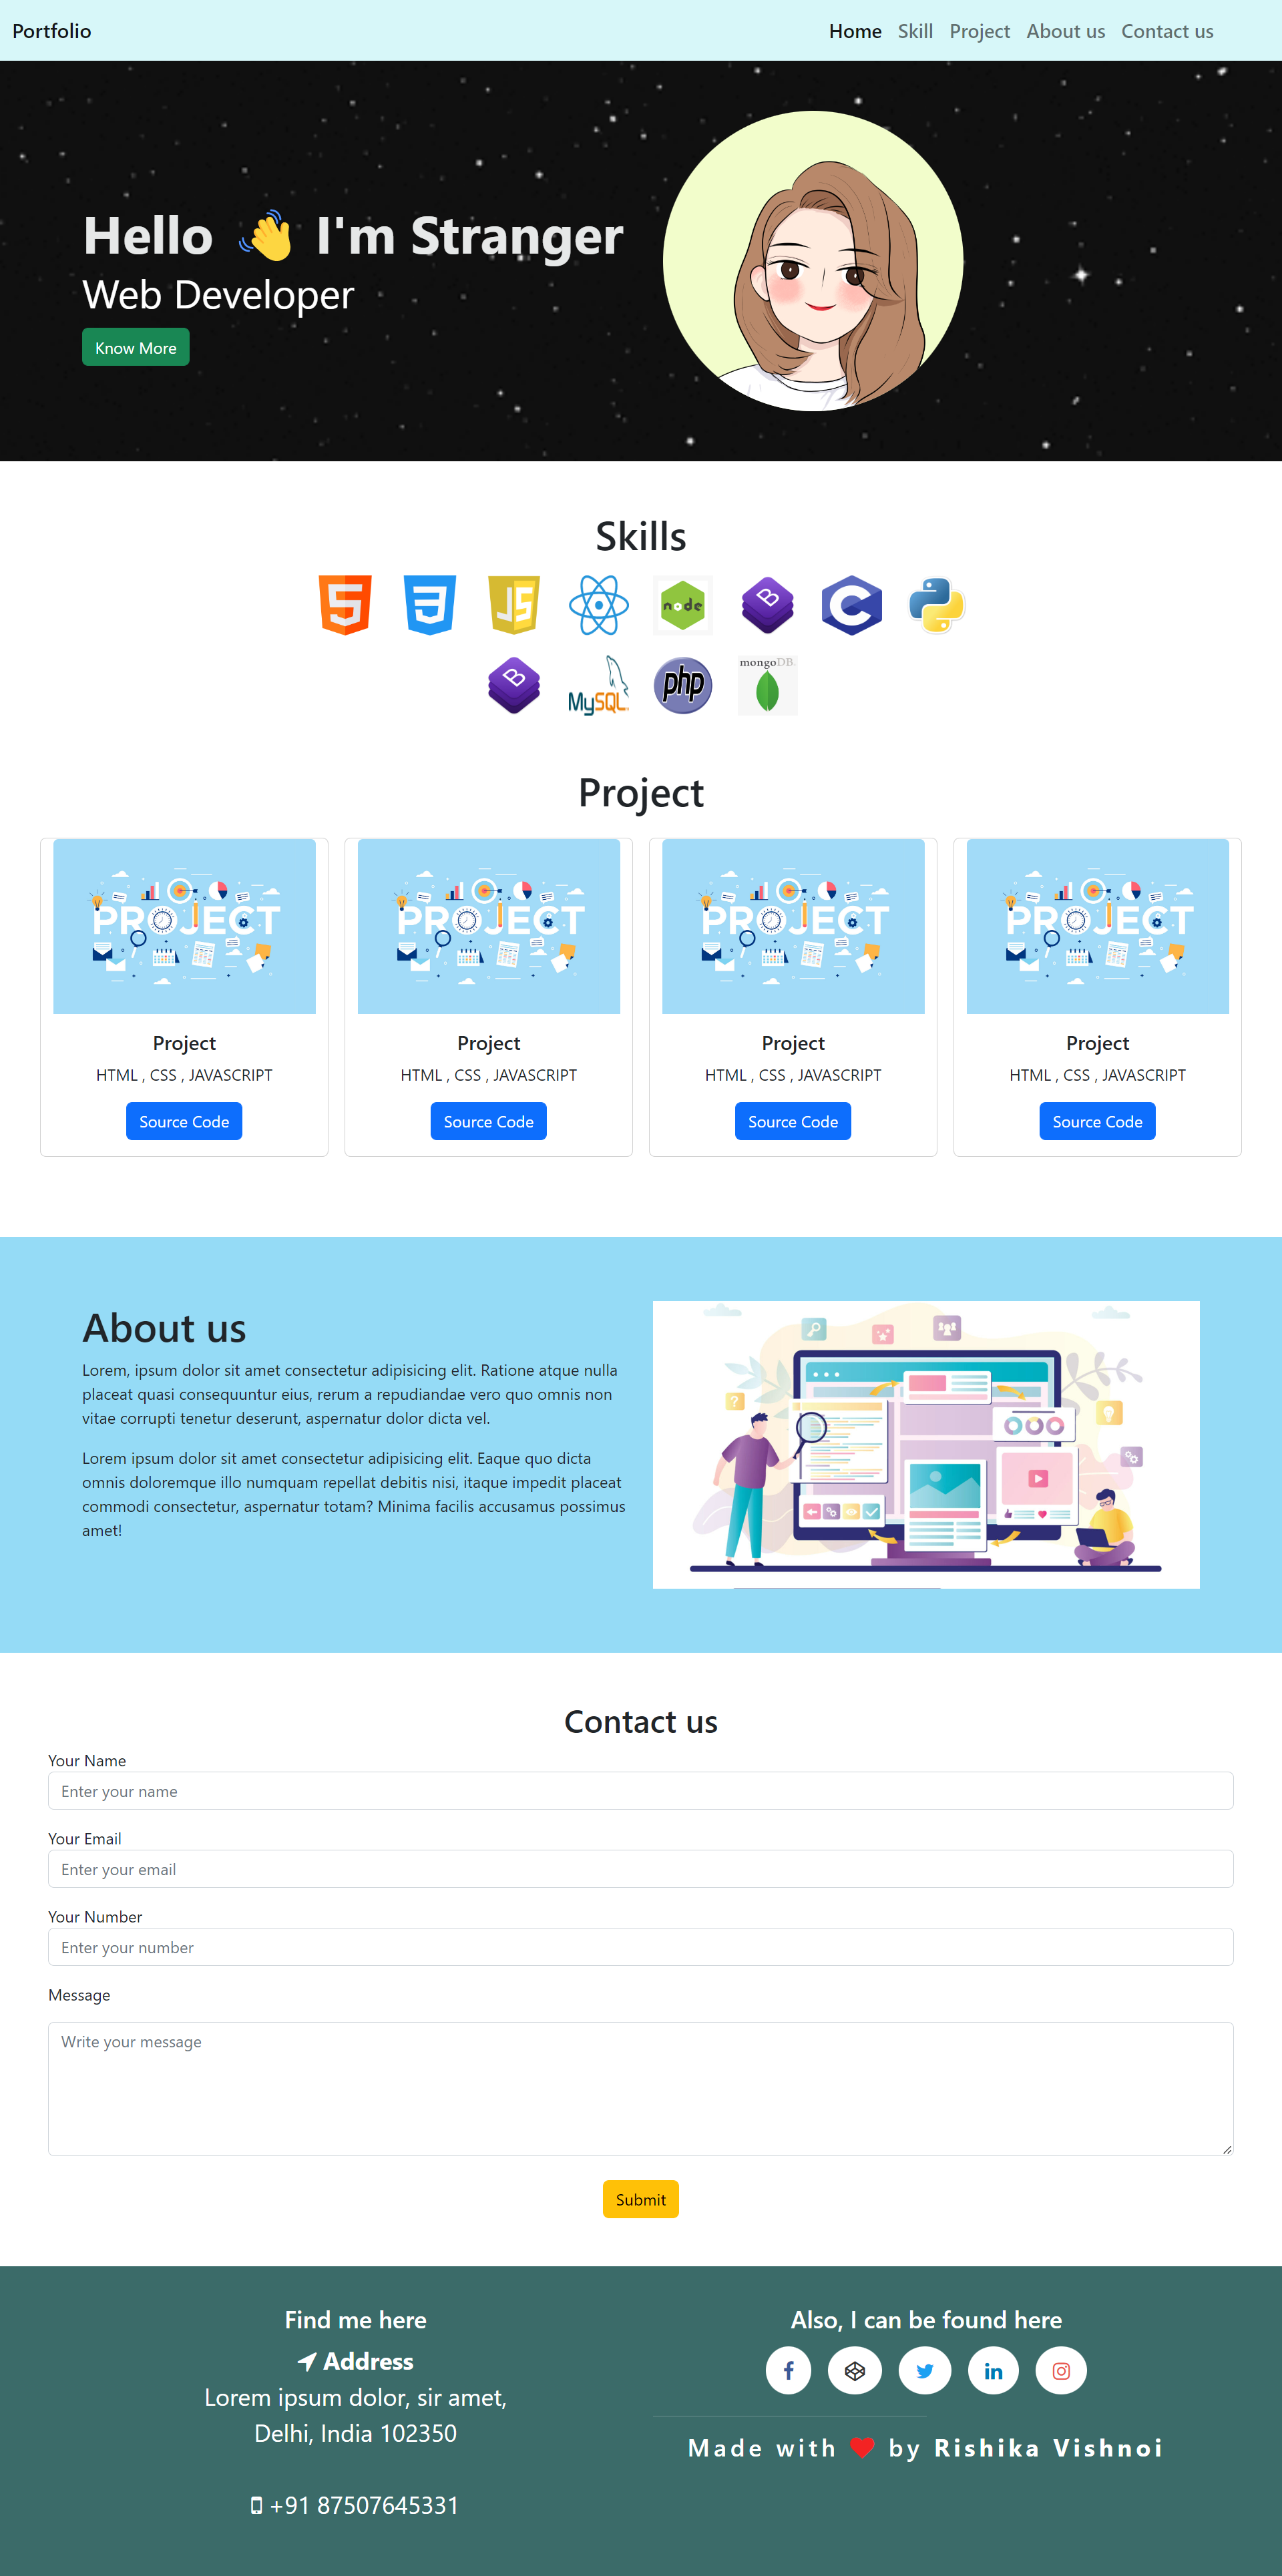 Portfolio
Home Skill Project About us Contact us
Hello 👋 I'm Stranger
Web Developer
Know More
Skills
JS
node
B
C
B
MySQL
php
mongoDB
Project
PROJECT
PROJECT
PROJECT
PROJECT
Project
Project
Project
Project
HTML , CSS , JAVASCRIPT
HTML , CSS , JAVASCRIPT
HTML , CSS , JAVASCRIPT
HTML , CSS , JAVASCRIPT
Source Code
Source Code
Source Code
Source Code
About us
Lorem, ipsum dolor sit amet consectetur adipisicing elit. Ratione atque nulla
placeat quasi consequuntur eius, rerum a repudiandae vero quo omnis non
vitae corrupti tenetur deserunt, aspernatur dolor dicta vel.
Lorem ipsum dolor sit amet consectetur adipisicing elit. Eaque quo dicta
omnis doloremque illo numquam repellat debitis nisi, itaque impedit placeat
commodi consectetur, aspernatur totam? Minima facilis accusamus possimus
amet!
Contact us
Your Name
Enter your name
Your Email
Enter your email
Your Number
Enter your number
Message
Write your message
Submit
Find me here
Address
Lorem ipsum dolor, sir amet,
Delhi, India 102350
+91 87507645331
Also, I can be found here
Made with ❤ by Rishika Vishnoi